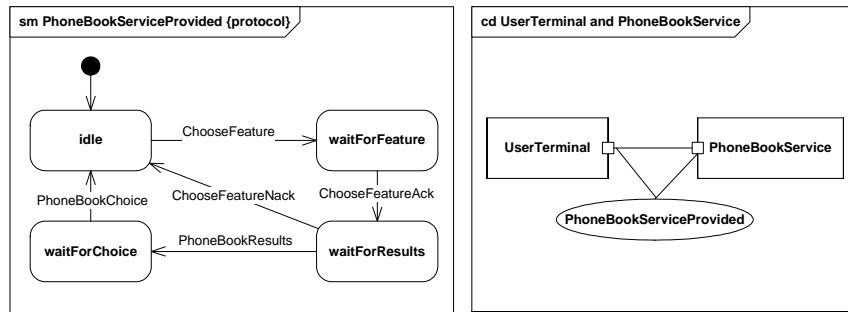 sm PhoneBookServiceProvided {protocol}
idle
ChooseFeature
waitForFeature
ChooseFeatureNack
ChooseFeatureAck
PhoneBookChoice
waitForChoice
PhoneBookResults
waitForResults
cd UserTerminal and PhoneBookService
UserTerminal
PhoneBookService
PhoneBookServiceProvided